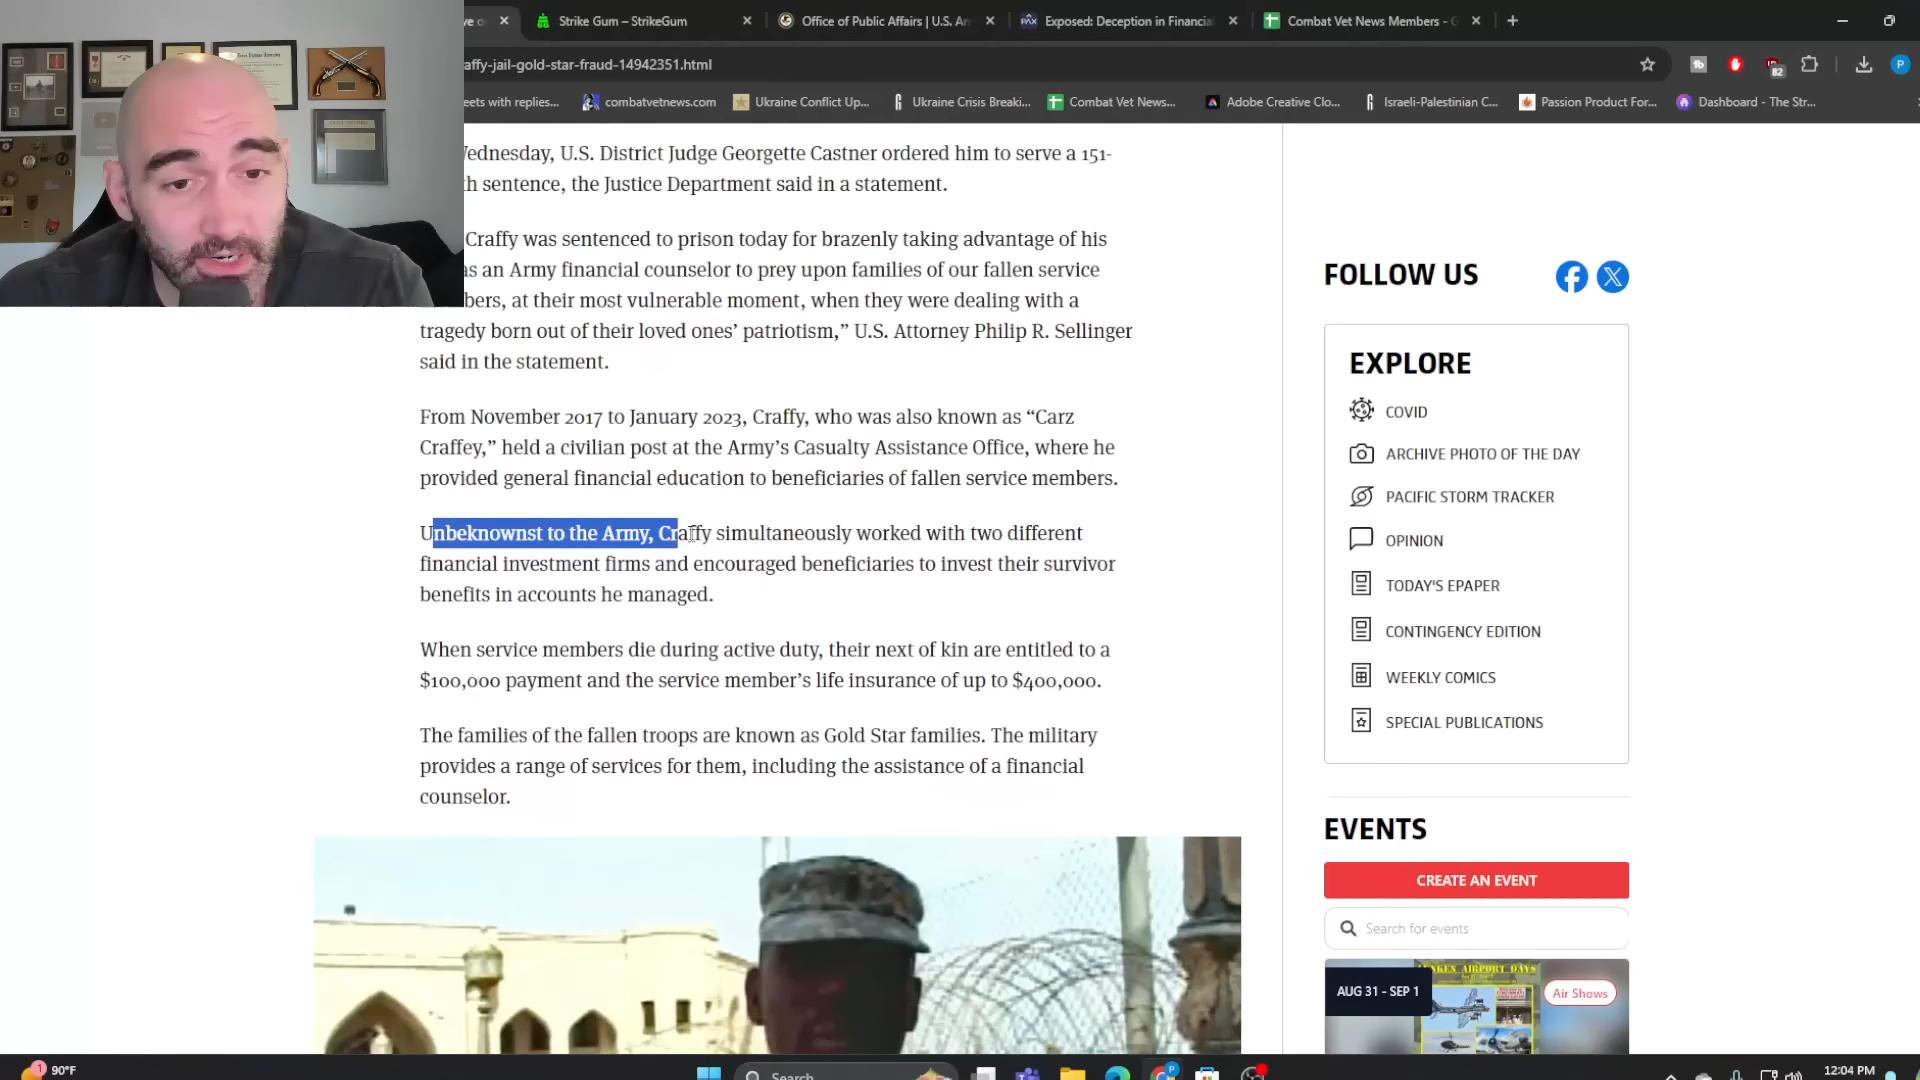 Strike Gum – StrikeGum
Office of Public Affairs | U.S. Ar
PAX
Exposed: Deception in Financial
Combat Vet News Members - G
affy-jail-gold-star-fraud-14942351.html
82
P
eets with replies...
combatvetnews.com
Ukraine Conflict Up...
Ukraine Crisis Breaki...
Combat Vet News...
Adobe Creative Clo...
Israeli-Palestinian C...
Passion Product For...
Dashboard - The Str...
ednesday, U.S. District Judge Georgette Castner ordered him to serve a 151-
th sentence, the Justice Department said in a statement.
Craffy was sentenced to prison today for brazenly taking advantage of his
as an Army financial counselor to prey upon families of our fallen service
bers, at their most vulnerable moment, when they were dealing with a
tragedy born out of their loved ones’ patriotism,” U.S. Attorney Philip R. Sellinger
said in the statement.
From November 2017 to January 2023, Craffy, who was also known as “Carz
Craffey,” held a civilian post at the Army’s Casualty Assistance Office, where he
provided general financial education to beneficiaries of fallen service members.
Unbeknownst to the Army, Craffy simultaneously worked with two different
financial investment firms and encouraged beneficiaries to invest their survivor
benefits in accounts he managed.
When service members die during active duty, their next of kin are entitled to a
$100,000 payment and the service member’s life insurance of up to $400,000.
The families of the fallen troops are known as Gold Star families. The military
provides a range of services for them, including the assistance of a financial
counselor.
FOLLOW US
EXPLORE
COVID
ARCHIVE PHOTO OF THE DAY
PACIFIC STORM TRACKER
OPINION
TODAY'S EPAPER
CONTINGENCY EDITION
WEEKLY COMICS
SPECIAL PUBLICATIONS
EVENTS
CREATE AN EVENT
Search for events
AIRPORT DAYS
AUG 31 - SEP 1
Air Shows
1
90°F
Search
P
12:04 PM